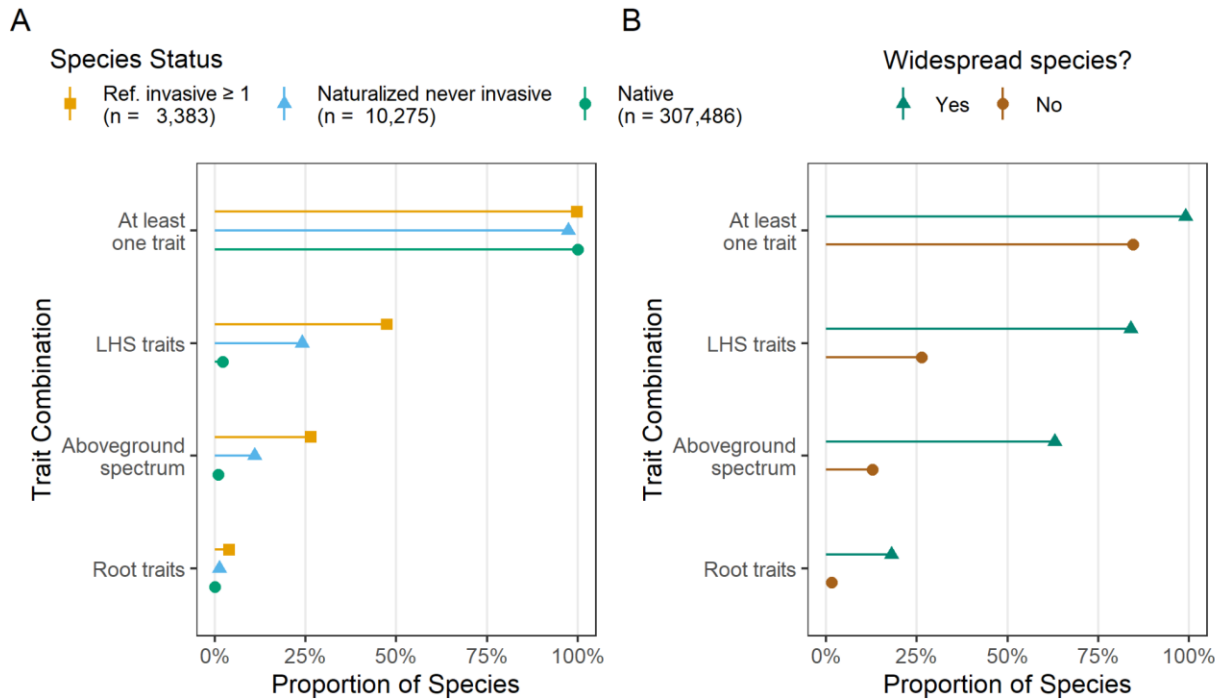 A
Species Status
Ref. invasive ≥ 1
(n = 3,383)
Naturalized never invasive
(n = 10,275)
Native
(n = 307,486)
Trait Combination
At least
one trait
LHS traits
Aboveground
spectrum
Root traits
0% 25% 50% 75% 100%
Proportion of Species
B
Widespread species?
Yes No
Trait Combination
At least
one trait
LHS traits
Aboveground
spectrum
Root traits
0% 25% 50% 75% 100%
Proportion of Species